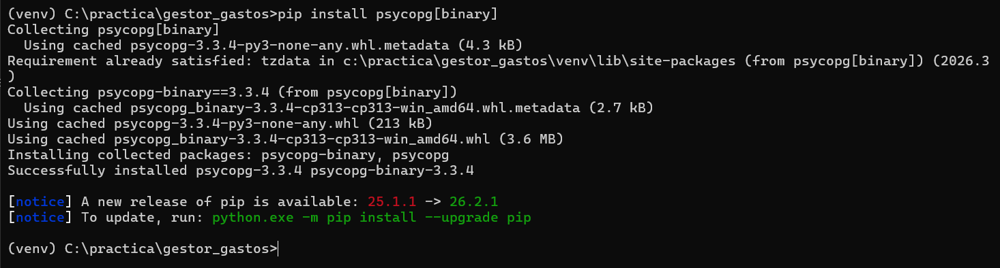 (venv) C:\practica\gestor_gastos>pip install psycopg[binary]
Collecting psycopg[binary]
  Using cached psycopg-3.3.4-py3-none-any.whl.metadata (4.3 kB)
Requirement already satisfied: tzdata in c:\practica\gestor_gastos\venv\lib\site-packages (from psycopg[binary]) (2026.3
)
Collecting psycopg-binary==3.3.4 (from psycopg[binary])
  Using cached psycopg_binary-3.3.4-cp313-cp313-win_amd64.whl.metadata (2.7 kB)
Using cached psycopg-3.3.4-py3-none-any.whl (213 kB)
Using cached psycopg_binary-3.3.4-cp313-cp313-win_amd64.whl (3.6 MB)
Installing collected packages: psycopg-binary, psycopg
Successfully installed psycopg-3.3.4 psycopg-binary-3.3.4

[notice] A new release of pip is available: 25.1.1 -> 26.2.1
[notice] To update, run: python.exe -m pip install --upgrade pip

(venv) C:\practica\gestor_gastos>